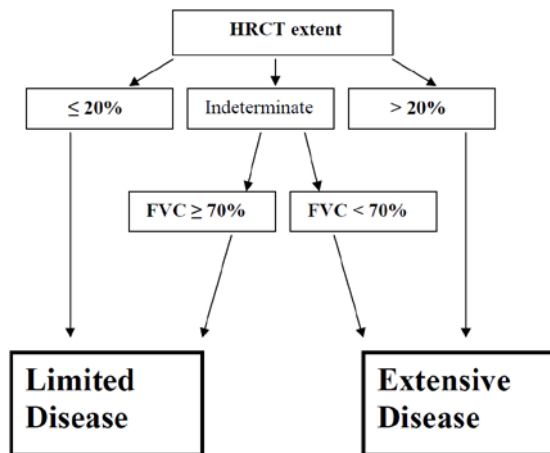 HRCT extent
≤ 20%
Indeterminate
> 20%
FVC ≥ 70%
FVC < 70%
Limited
Disease
Extensive
Disease